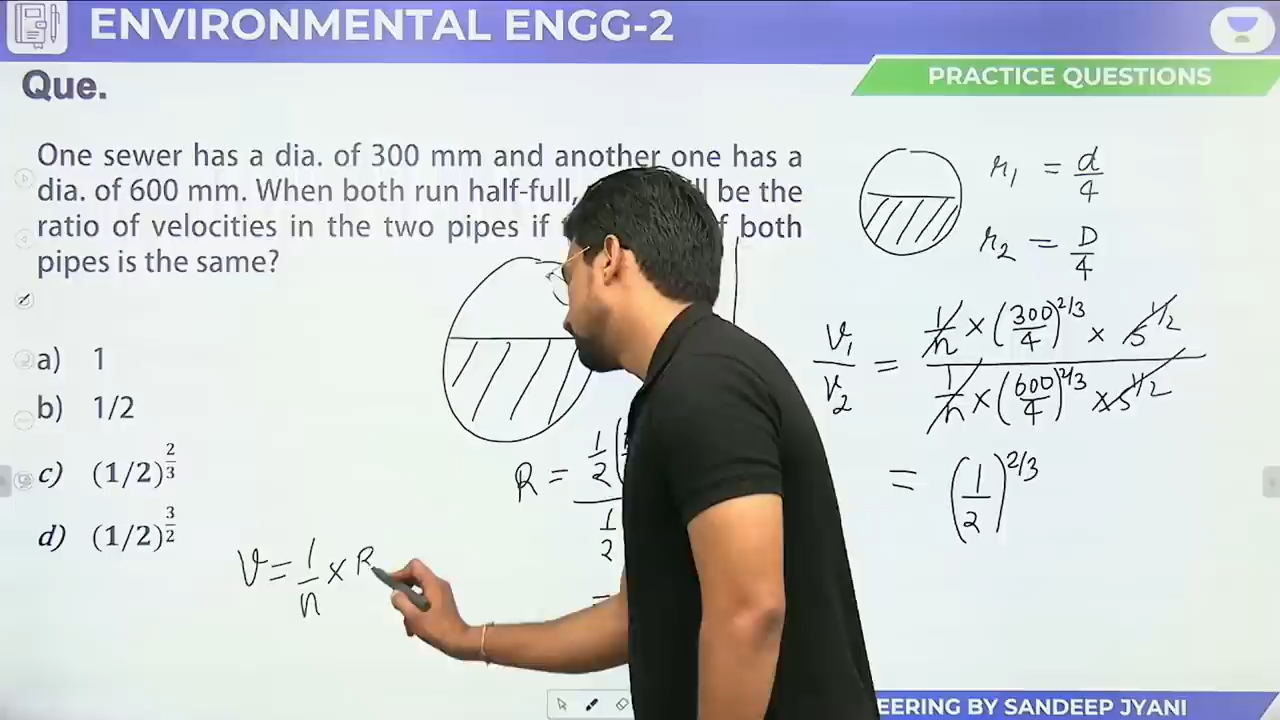 ENVIRONMENTAL ENGG-2
PRACTICE QUESTIONS
Que.
One sewer has a dia. of 300 mm and another one has a
dia. of 600 mm. When both run half-full, be the
ratio of velocities in the two pipes if both
pipes is the same?
a) 1
b) 1/2
c) (1/2)^{2/3}
d) (1/2)^{3/2}
V = 1/n × R
R = 1/2
1/2
=
r₁ = d/4
r₂ = D/4
V₁/V₂ = 1/n × (300/4)^{2/3} × s^{1/2}
1/n × (600/4)^{2/3} × s^{1/2}
= (1/2)^{2/3}
EERING BY SANDEEP JYANI